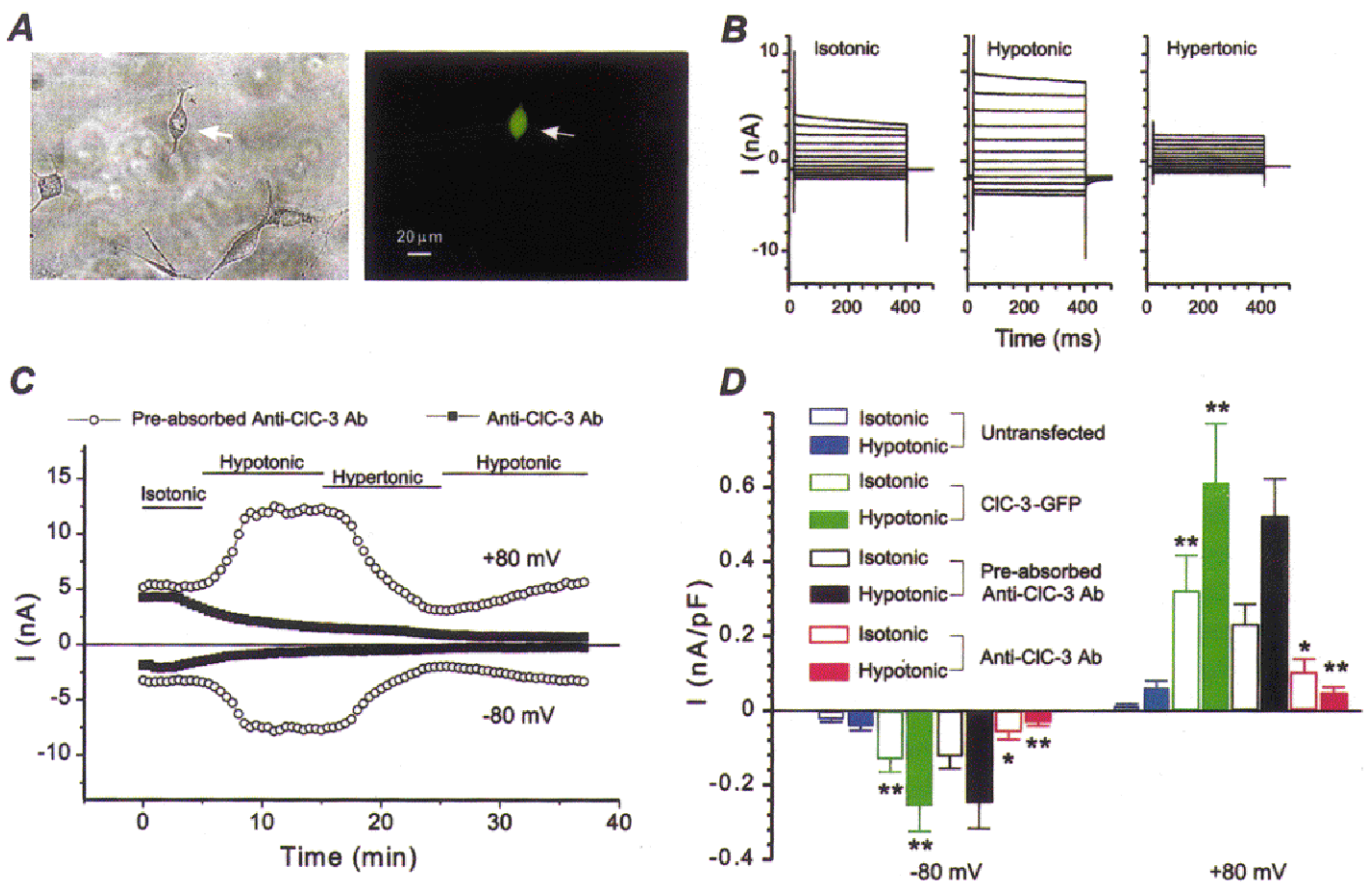 A
20 μm
B
Isotonic
Hypotonic
Hypertonic
10
0
-10
I (nA)
0 200 400
0 200 400
0 200 400
Time (ms)
C
Pre-absorbed Anti-ClC-3 Ab
Anti-ClC-3 Ab
Hypotonic
Hypotonic
Isotonic
Hypertonic
15
10
5
0
-5
-10
I (nA)
+80 mV
-80 mV
0 10 20 30 40
Time (min)
D
Isotonic
Hypotonic
Untransfected
Isotonic
Hypotonic
ClC-3-GFP
Isotonic
Hypotonic
Pre-absorbed
Anti-ClC-3 Ab
Isotonic
Hypotonic
Anti-ClC-3 Ab
0.6
0.4
0.2
0
-0.2
-0.4
I (nA/pF)
** ** * **
** ** * **
-80 mV +80 mV